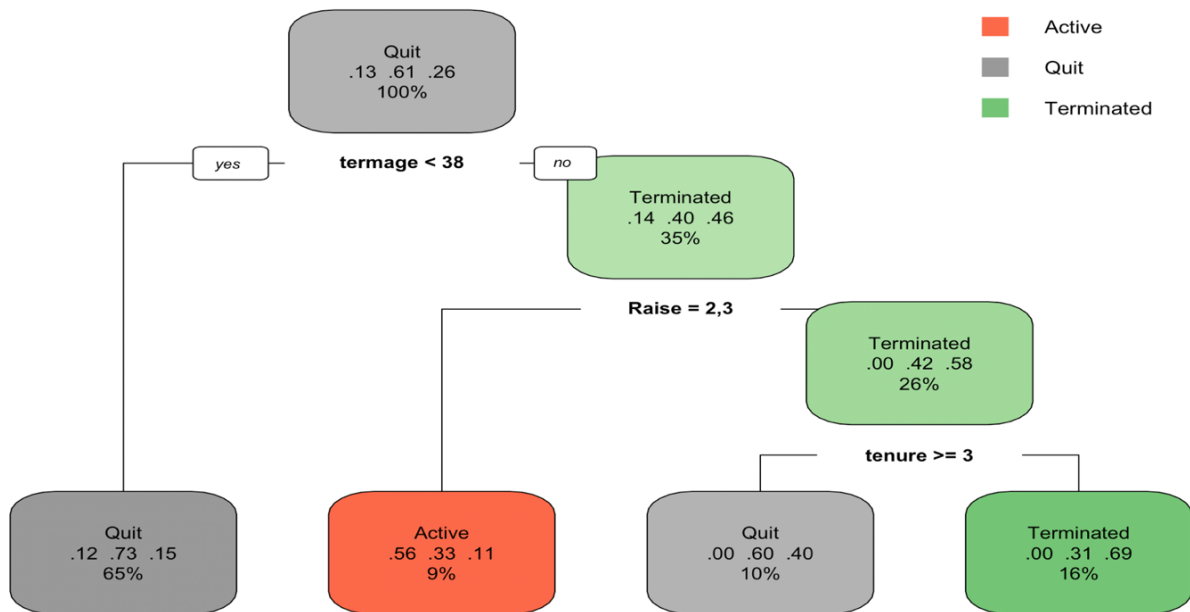 Quit
.13 .61 .26
100%
Active
Quit
Terminated
yes
termage < 38
no
Terminated
.14 .40 .46
35%
Raise = 2,3
Terminated
.00 .42 .58
26%
tenure >= 3
Quit
.12 .73 .15
65%
Active
.56 .33 .11
9%
Quit
.00 .60 .40
10%
Terminated
.00 .31 .69
16%